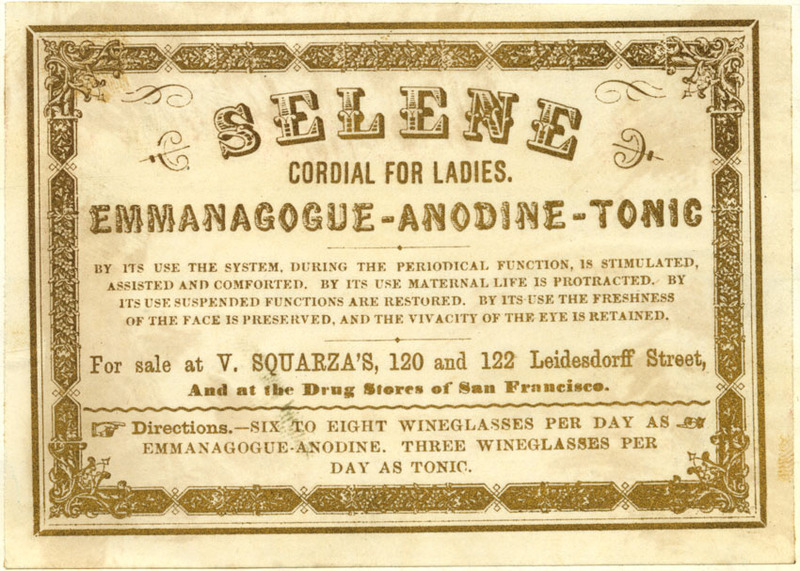 SELENE
CORDIAL FOR LADIES.
EMMANAGOGUE-ANODINE-TONIC
BY ITS USE THE SYSTEM, DURING THE PERIODICAL FUNCTION, IS STIMULATED,
ASSISTED AND COMFORTED. BY ITS USE MATERNAL LIFE IS PROTRACTED. BY
ITS USE SUSPENDED FUNCTIONS ARE RESTORED. BY ITS USE THE FRESHNESS
OF THE FACE IS PRESERVED, AND THE VIVACITY OF THE EYE IS RETAINED.
For sale at V. SQUARZA'S, 120 and 122 Leidesdorff Street,
And at the Drug Stores of San Francisco.
Directions.—SIX TO EIGHT WINEGLASSES PER DAY AS
EMMANAGOGUE-ANODINE. THREE WINEGLASSES PER
DAY AS TONIC.